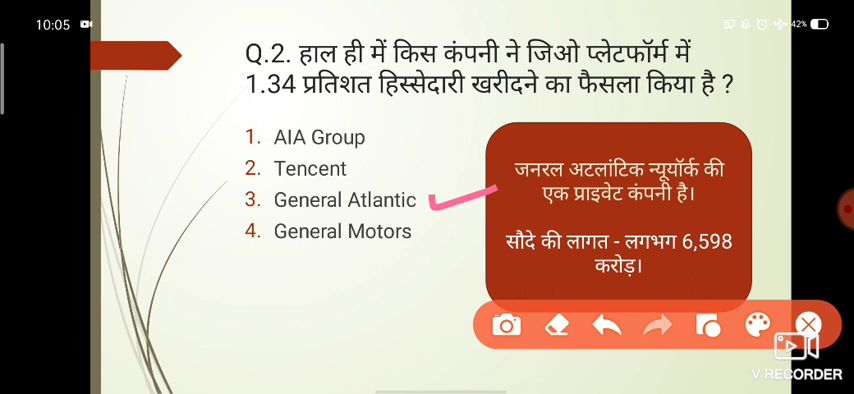 10:05
42%
Q.2. हाल ही में किस कंपनी ने जिओ प्लेटफॉर्म में
1.34 प्रतिशत हिस्सेदारी खरीदने का फैसला किया है ?
1. AIA Group
2. Tencent
3. General Atlantic
4. General Motors
जनरल अटलांटिक न्यूयॉर्क की
एक प्राइवेट कंपनी है।
सौदे की लागत - लगभग 6,598
करोड़।
V RECORDER